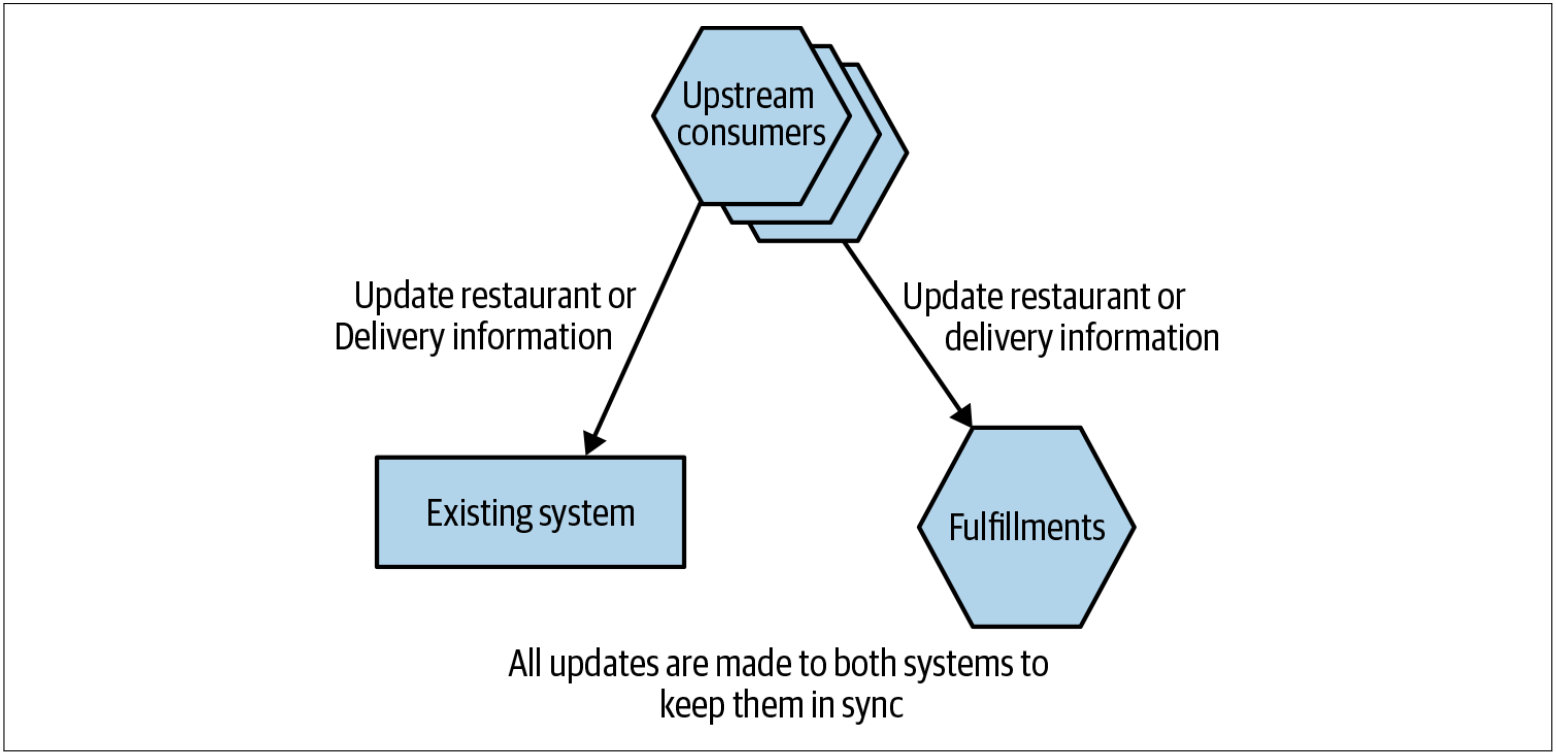 Upstream
consumers
Update restaurant or
Delivery information
Update restaurant or
delivery information
Existing system
Fulfillments
All updates are made to both systems to
keep them in sync